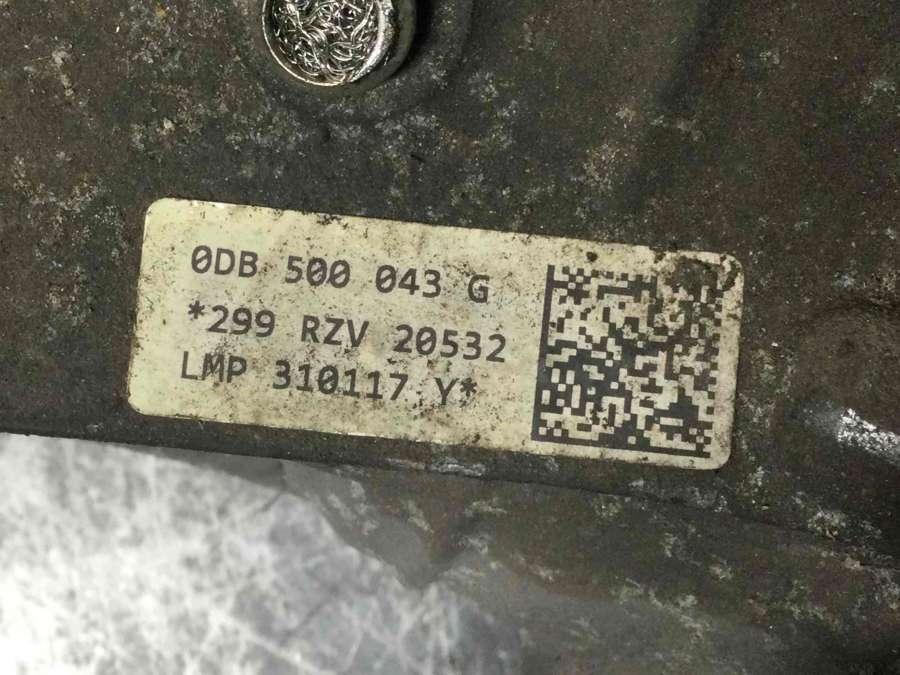 0DB 500 043 G
*299 RZV 20532
LMP 310117 Y*